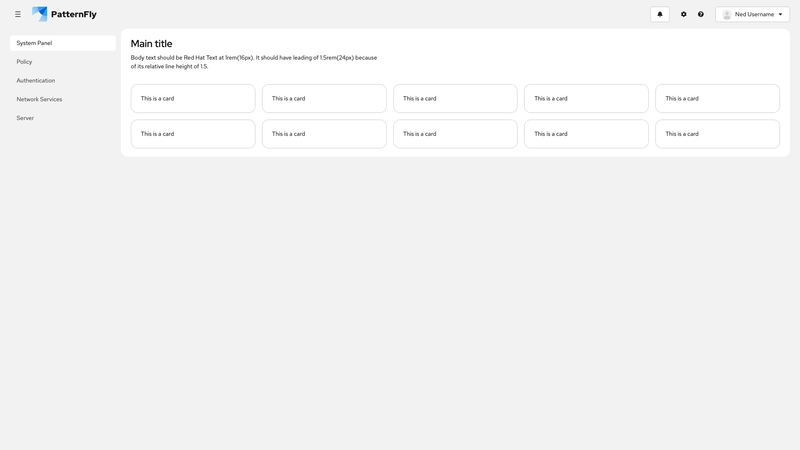 PatternFly
Ned Username
System Panel
Policy
Authentication
Network Services
Server
Main title
Body text should be Red Hat Text at 1rem(16px). It should have leading of 1.5rem(24px) because
of its relative line height of 1.5.
This is a card
This is a card
This is a card
This is a card
This is a card
This is a card
This is a card
This is a card
This is a card
This is a card